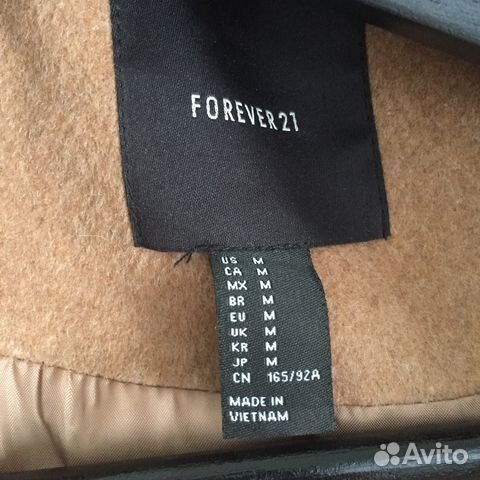 FOREVER 21
US M
CA M
MX M
BR M
EU M
UK M
KR M
JP M
CN 165/92A
MADE IN
VIETNAM
Avito